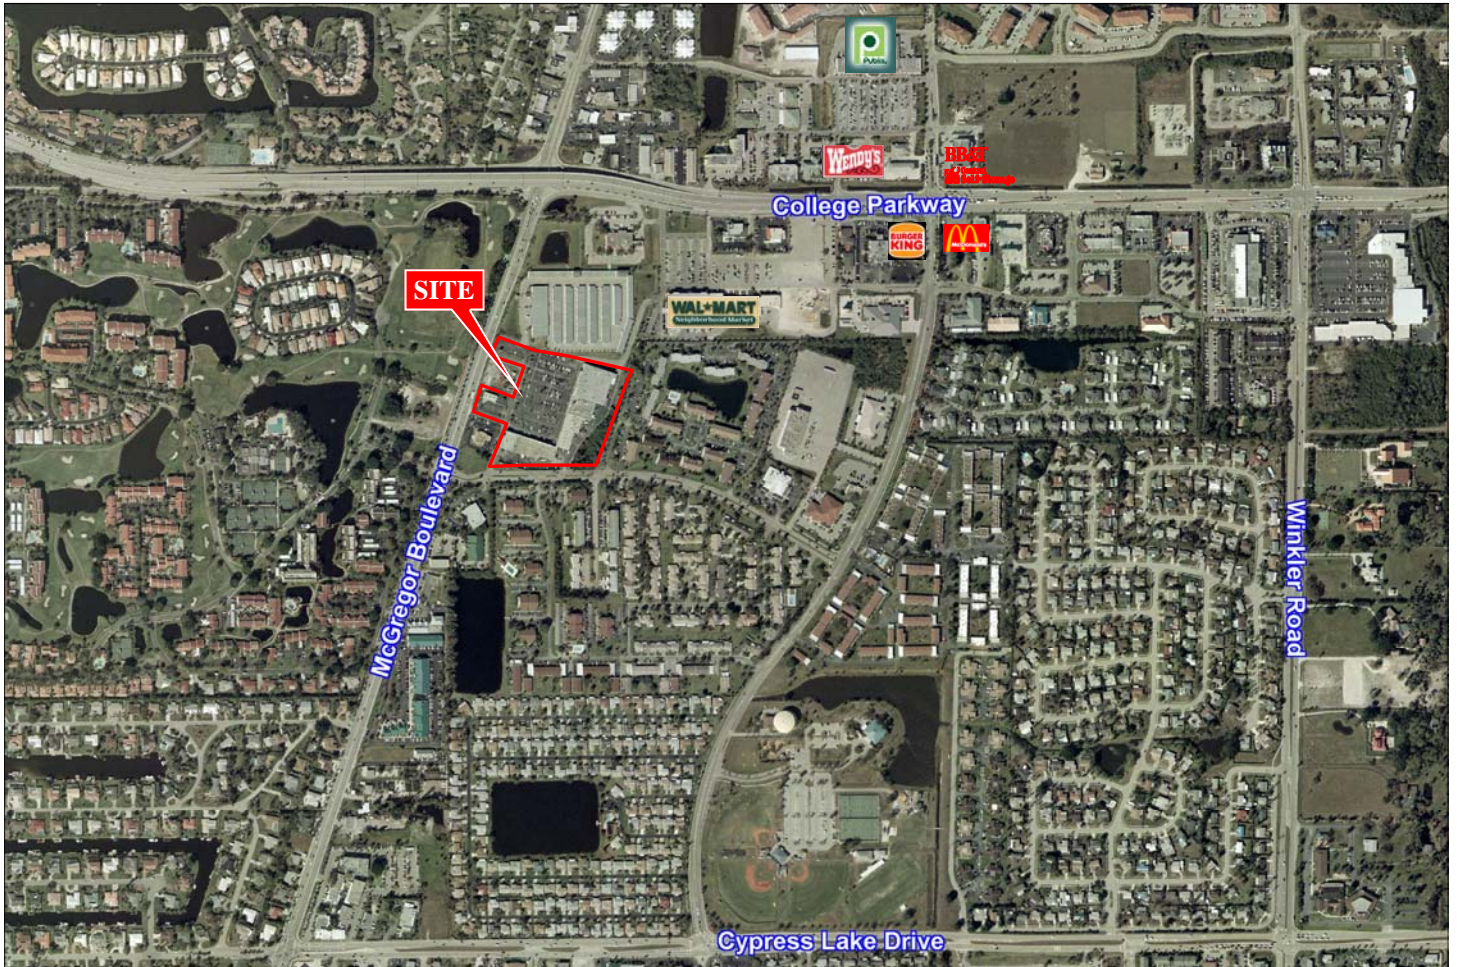 Publix
WENDY'S
BB&T
College Parkway
BURGER
KING
McDonald's
SITE
WAL★MART
Neighborhood Market
McGregor Boulevard
Winkler Road
Cypress Lake Drive